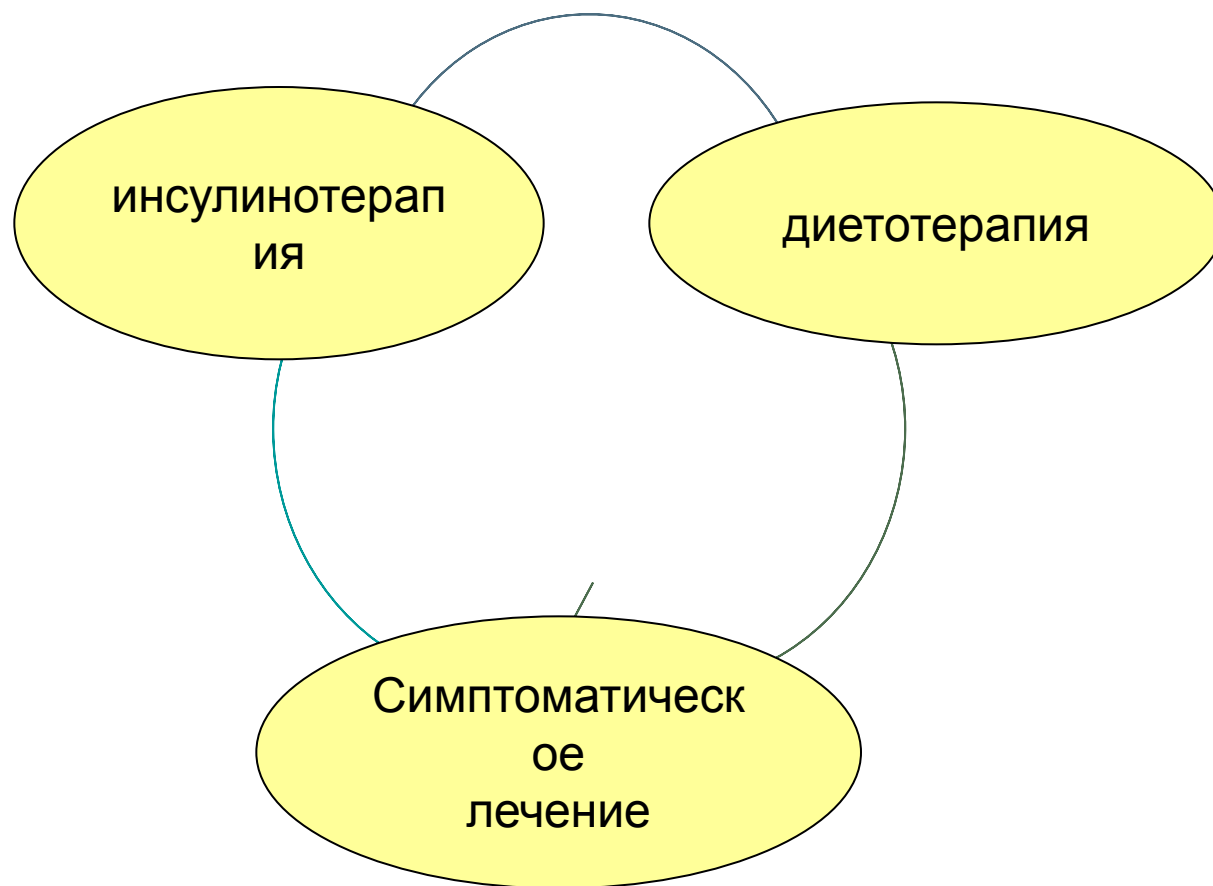 инсулинотерап
ия
диетотерапия
Симптоматическ
ое
лечение